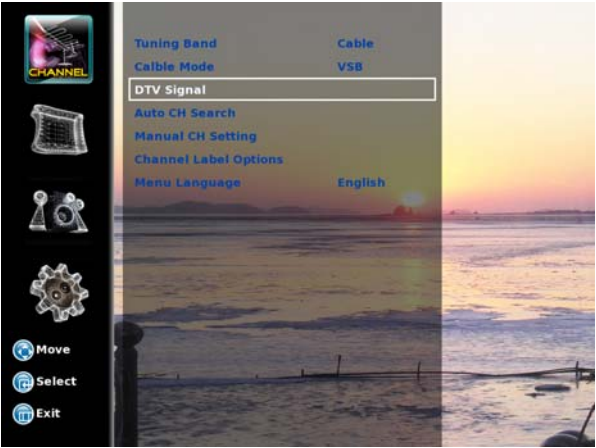 CHANNEL
Tuning Band Cable
Calble Mode VSB
DTV Signal
Auto CH Search
Manual CH Setting
Channel Label Options
Menu Language English
Move
Select
Exit